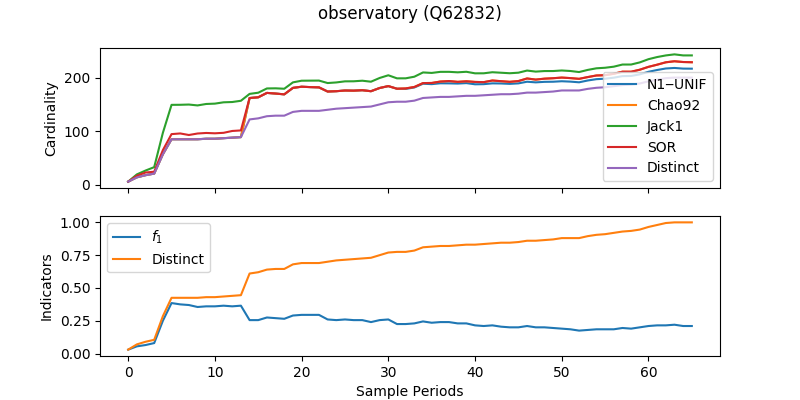 observatory (Q62832)
Cardinality
200
100
0
N1−UNIF
Chao92
Jack1
SOR
Distinct
Indicators
1.00
0.75
0.50
0.25
0.00
f₁
Distinct
0 10 20 30 40 50 60
Sample Periods